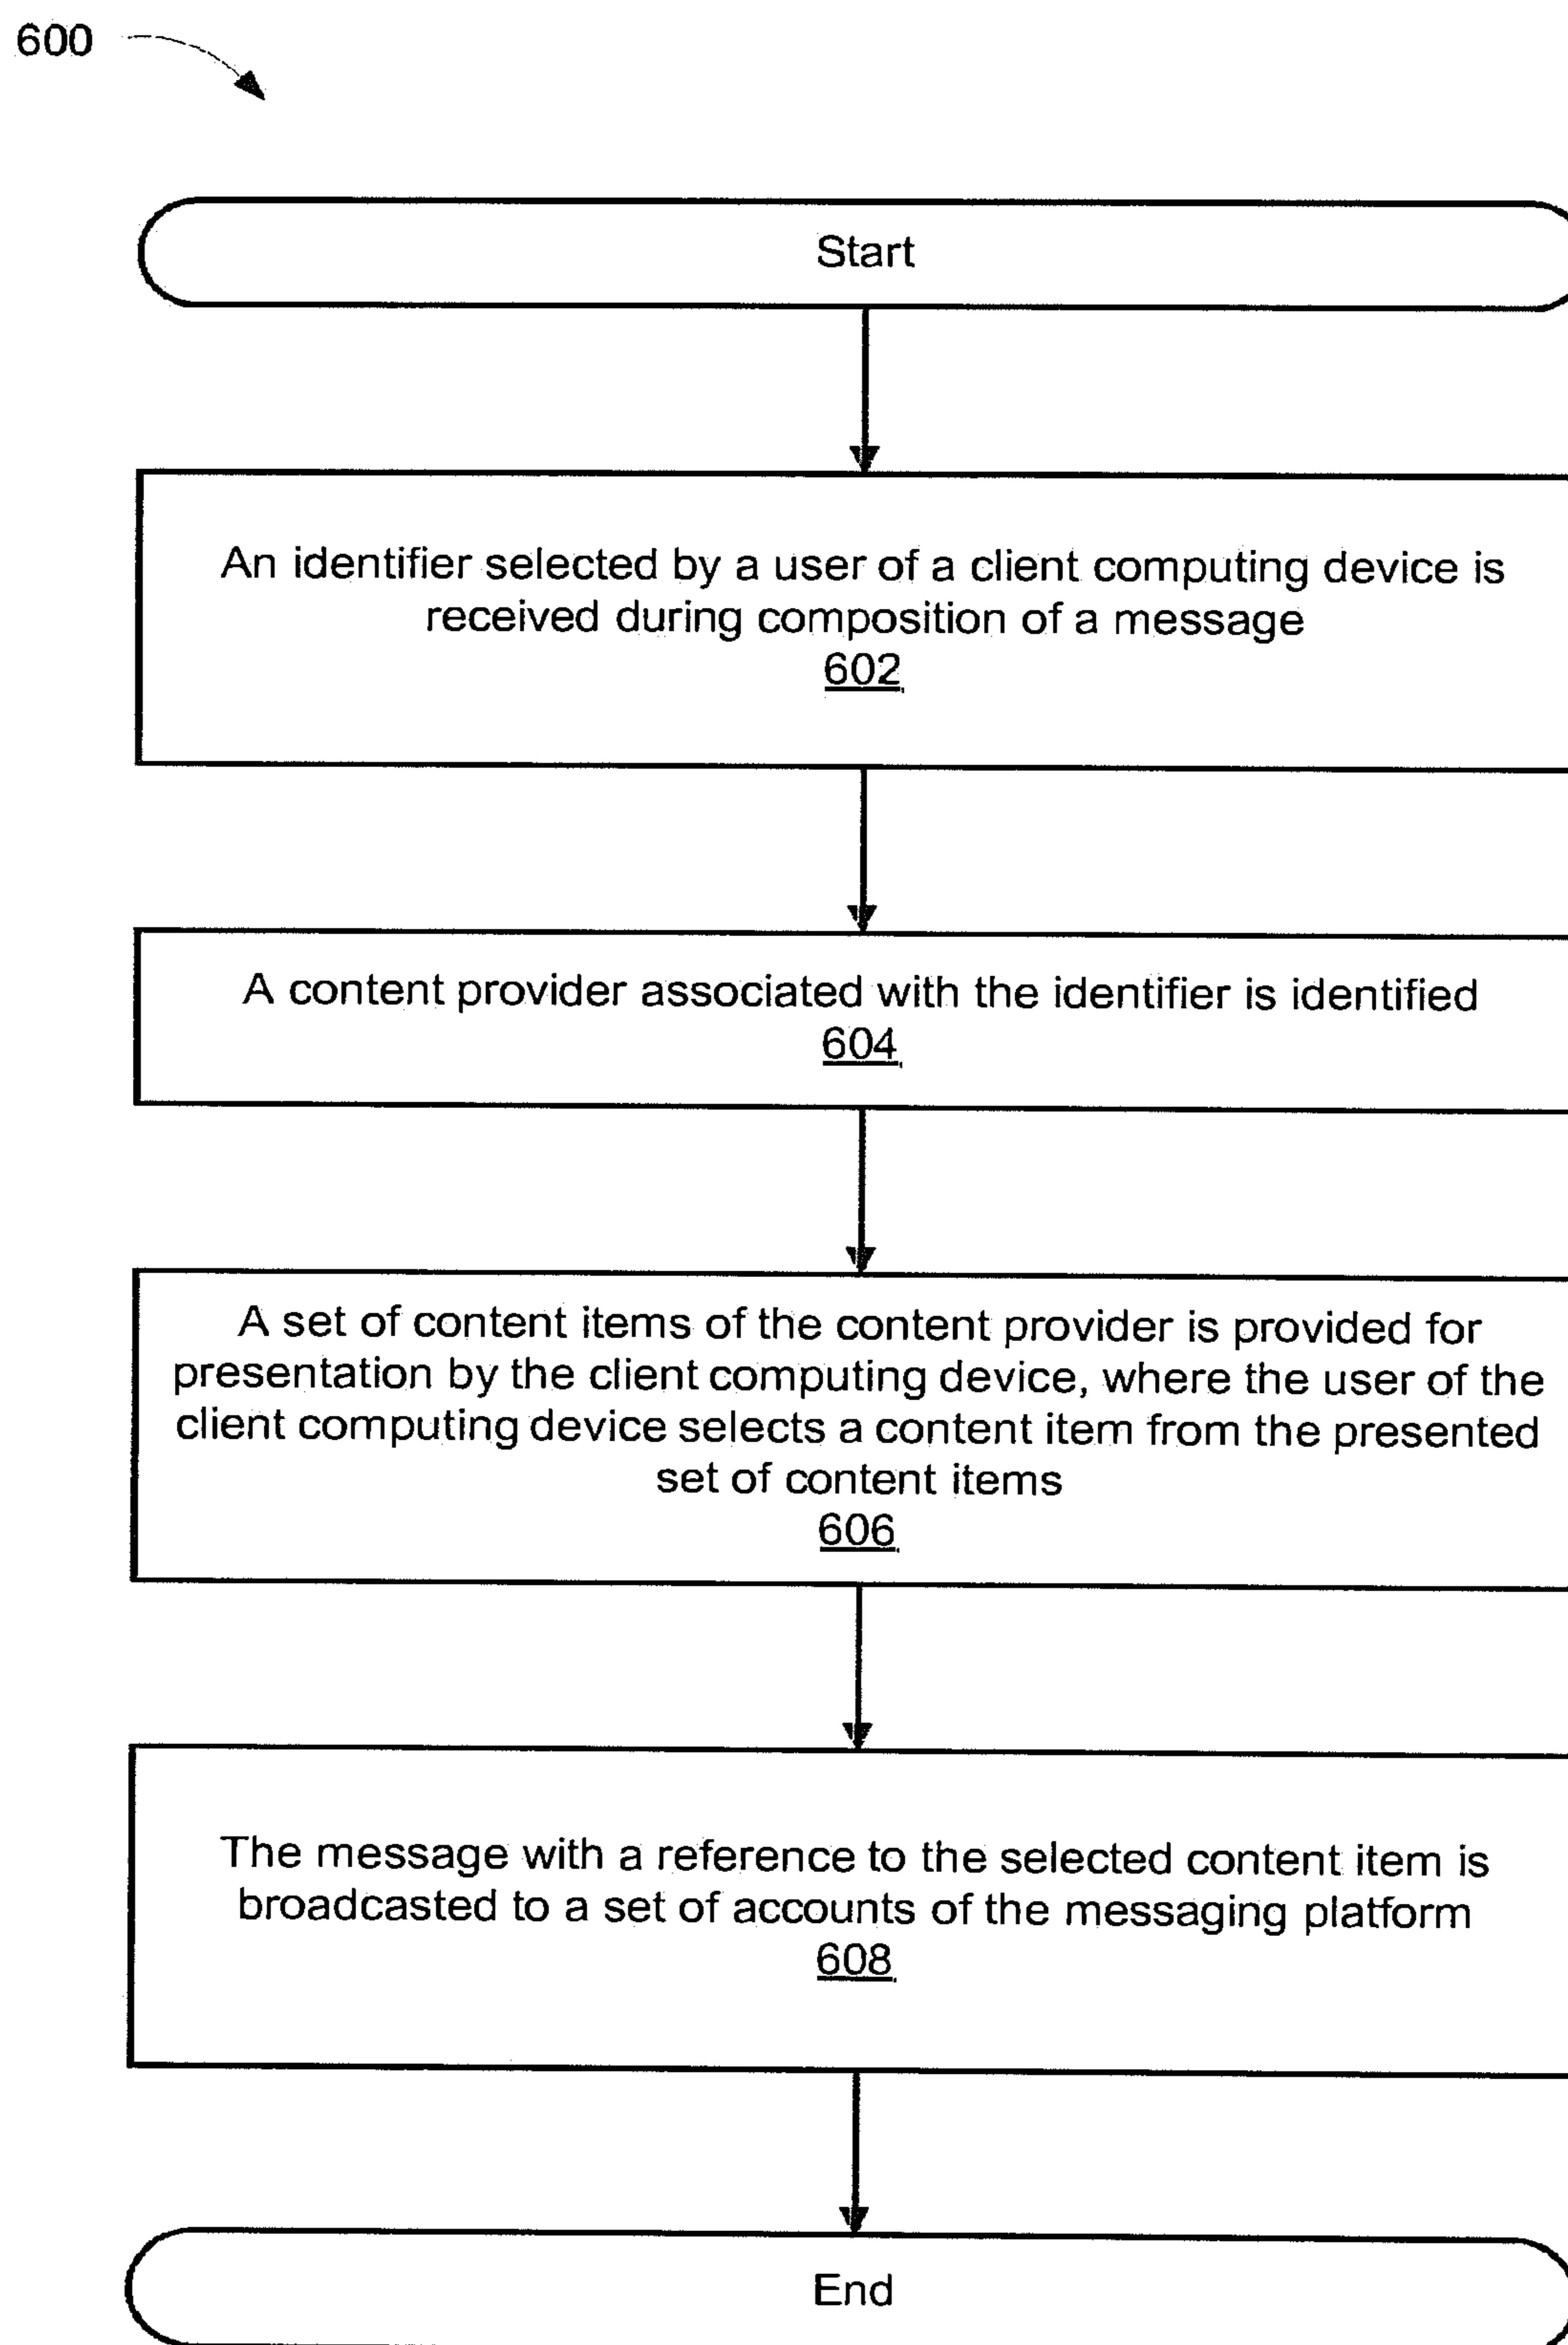 600
Start
An identifier selected by a user of a client computing device is
received during composition of a message
602
A content provider associated with the identifier is identified
604
A set of content items of the content provider is provided for
presentation by the client computing device, where the user of the
client computing device selects a content item from the presented
set of content items
606
The message with a reference to the selected content item is
broadcasted to a set of accounts of the messaging platform
608
End